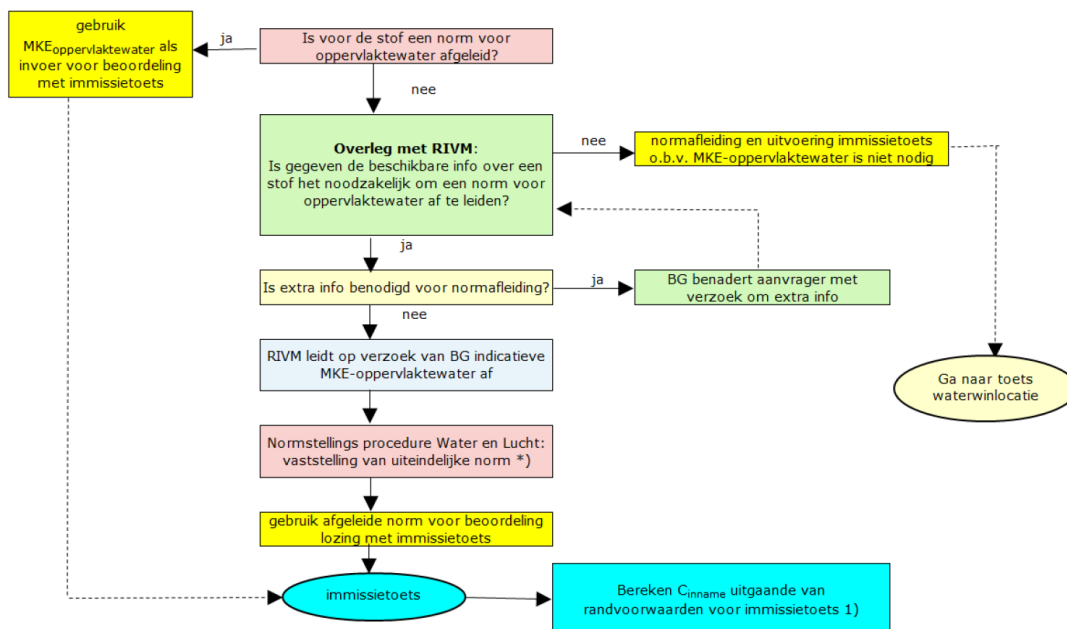 gebruik
MKEoppervlaktewater als
invoer voor beoordeling
met immissietoets
ja
Is voor de stof een norm voor
oppervlaktewater afgeleid?
nee
Overleg met RIVM:
Is gegeven de beschikbare info over een
stof het noodzakelijk om een norm voor
oppervlaktewater af te leiden?
nee
normafleiding en uitvoering immissietoets
o.b.v. MKE-oppervlaktewater is niet nodig
ja
Is extra info benodigd voor normafleiding?
ja
BG benadert aanvrager met
verzoek om extra info
nee
RIVM leidt op verzoek van BG indicatieve
MKE-oppervlaktewater af
Ga naar toets
waterwinlocatie
Normstellings procedure Water en Lucht:
vaststelling van uiteindelijke norm *)
gebruik afgeleide norm voor beoordeling
lozing met immissietoets
immissietoets
Bereken Cinname uitgaande van
randvoorwaarden voor immissietoets 1)